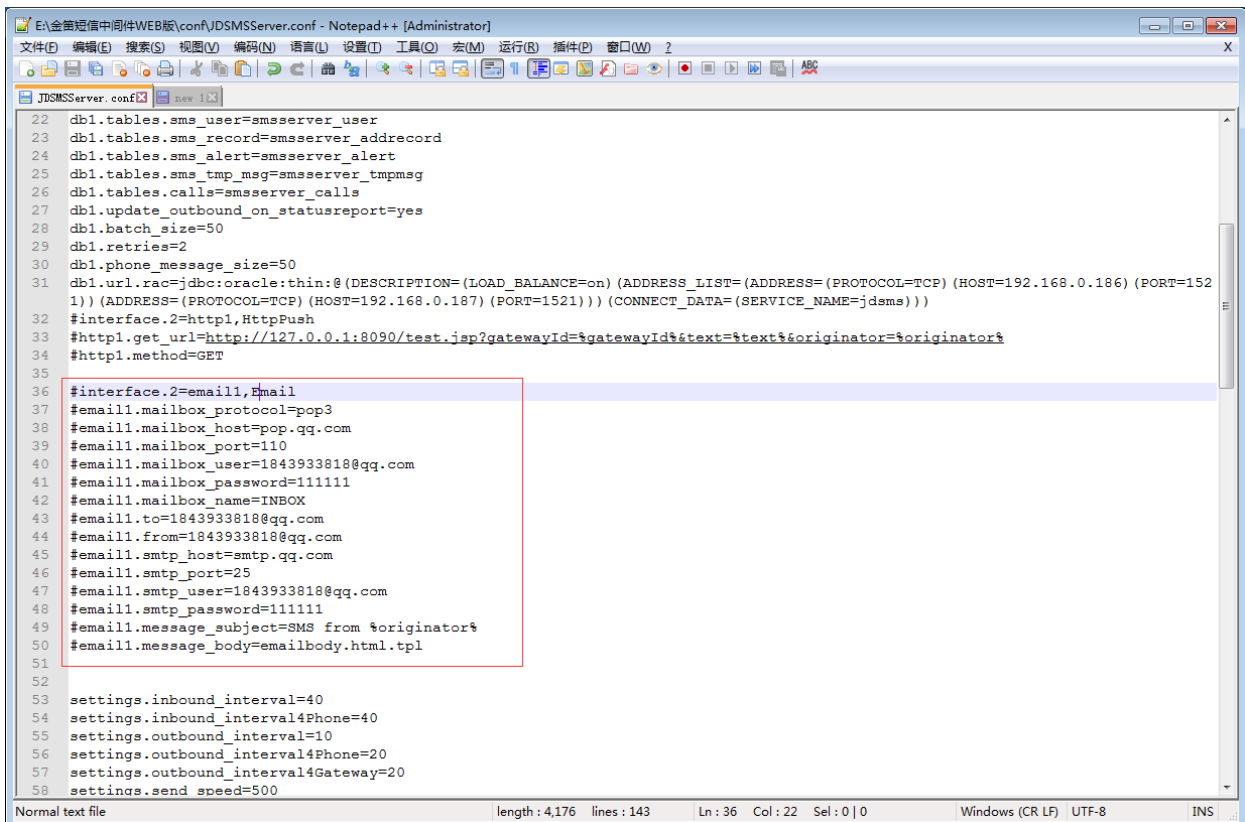 E:\金笛短信中间件WEB版\conf\JDSMSServer.conf - Notepad++ [Administrator]
文件(F) 编辑(E) 搜索(S) 视图(V) 编码(N) 语言(L) 设置(T) 工具(O) 宏(M) 运行(R) 插件(P) 窗口(W) ? X
JDSMSServer.conf new 1
22 db1.tables.sms_user=smsserver_user
23 db1.tables.sms_record=smsserver_addrecord
24 db1.tables.sms_alert=smsserver_alert
25 db1.tables.sms_tmp_msg=smsserver_tmpmsg
26 db1.tables.calls=smsserver_calls
27 db1.update_outbound_on_statusreport=yes
28 db1.batch_size=50
29 db1.retries=2
30 db1.phone_message_size=50
31 db1.url.rac=jdbc:oracle:thin:@(DESCRIPTION=(LOAD_BALANCE=on)(ADDRESS_LIST=(ADDRESS=(PROTOCOL=TCP)(HOST=192.168.0.186)(PORT=152
1))(ADDRESS=(PROTOCOL=TCP)(HOST=192.168.0.187)(PORT=1521)))(CONNECT_DATA=(SERVICE_NAME=jdsms)))
32 #interface.2=http1,HttpPush
33 #http1.get_url=http://127.0.0.1:8090/test.jsp?gatewayId=%gatewayId%&text=%text%&originator=%originator%
34 #http1.method=GET
35
36 #interface.2=email1,Email
37 #email1.mailbox_protocol=pop3
38 #email1.mailbox_host=pop.qq.com
39 #email1.mailbox_port=110
40 #email1.mailbox_user=1843933818@qq.com
41 #email1.mailbox_password=111111
42 #email1.mailbox_name=INBOX
43 #email1.to=1843933818@qq.com
44 #email1.from=1843933818@qq.com
45 #email1.smtp_host=smtp.qq.com
46 #email1.smtp_port=25
47 #email1.smtp_user=1843933818@qq.com
48 #email1.smtp_password=111111
49 #email1.message_subject=SMS from %originator%
50 #email1.message_body=emailbody.html.tpl
51
52
53 settings.inbound_interval=40
54 settings.inbound_interval4Phone=40
55 settings.outbound_interval=10
56 settings.outbound_interval4Phone=20
57 settings.outbound_interval4Gateway=20
58 settings.send_speed=500
Normal text file length : 4,176 lines : 143 Ln : 36 Col : 22 Sel : 0 | 0 Windows (CR LF) UTF-8 INS